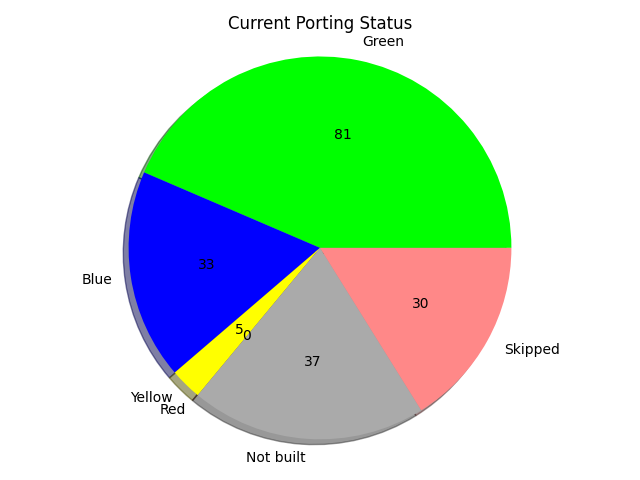 Current Porting Status
Green
81
Blue
33
Yellow
5
Red
0
Not built
37
Skipped
30